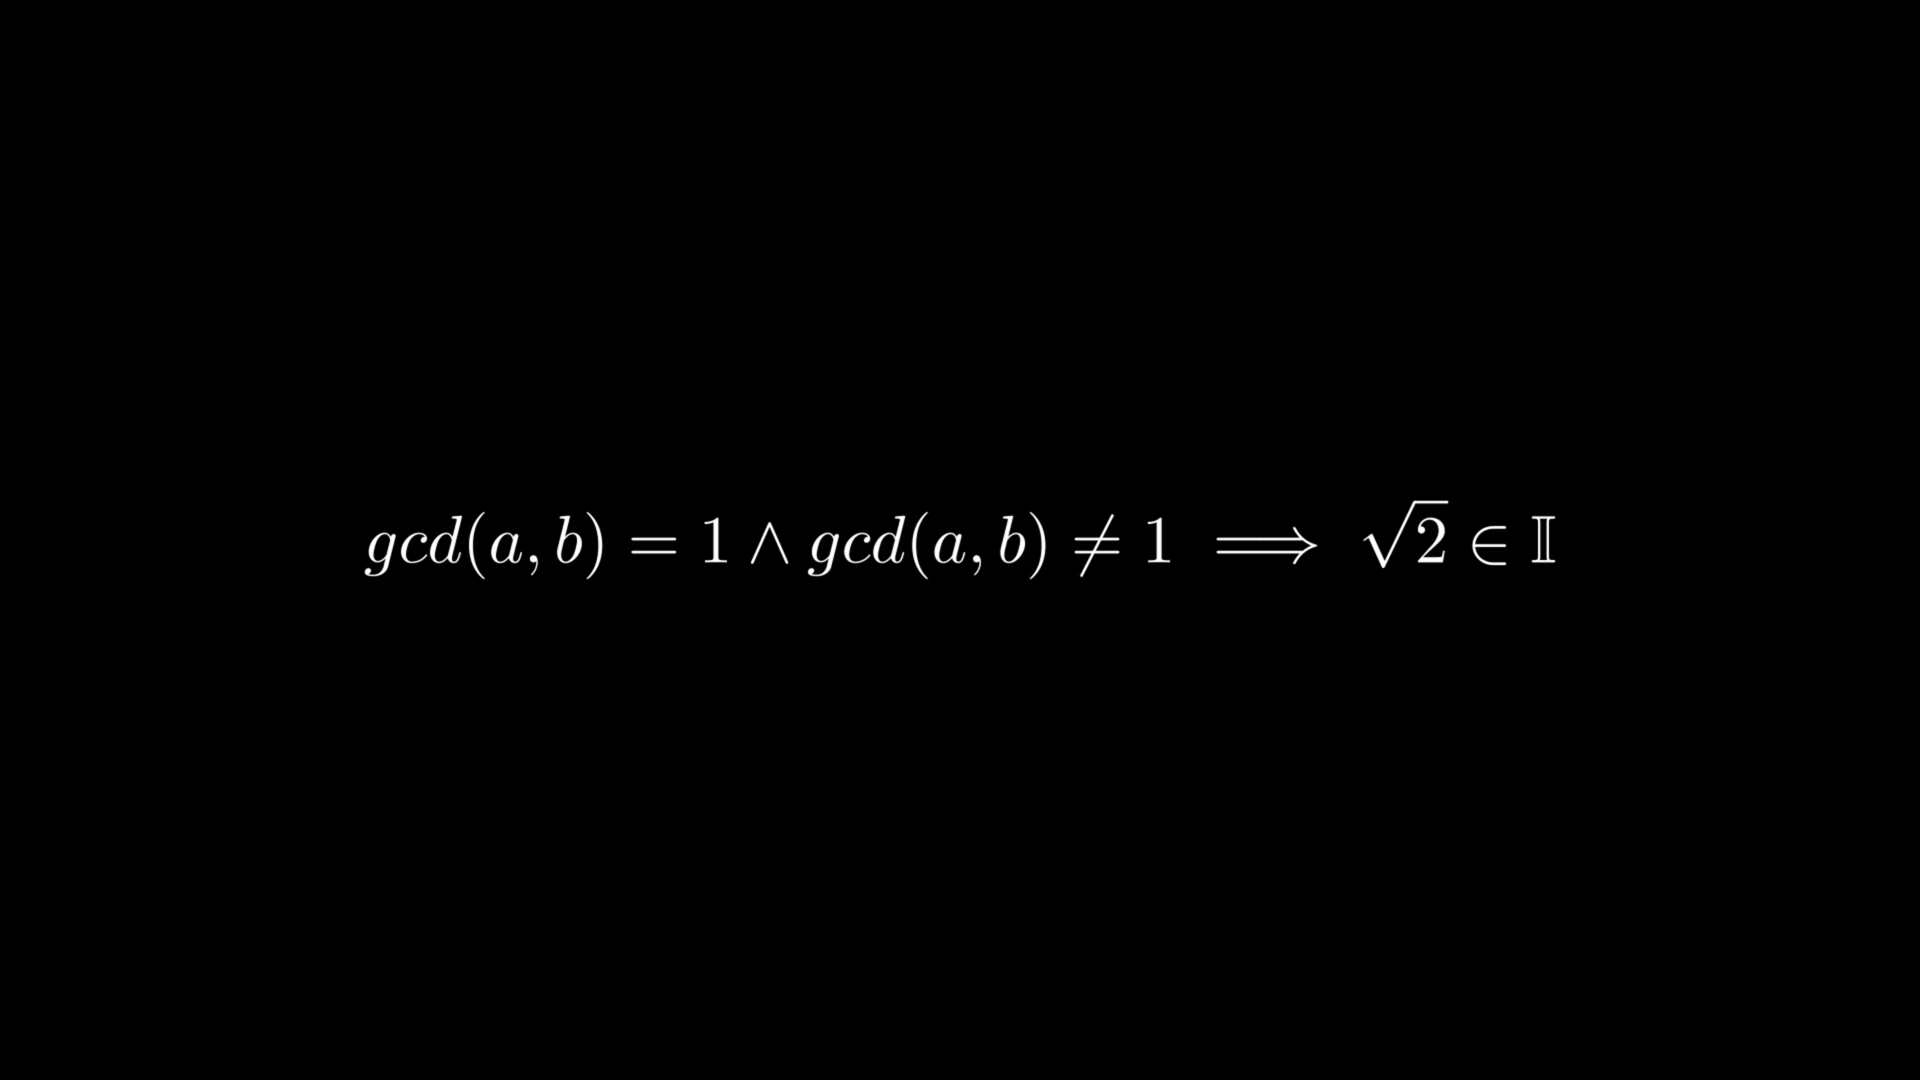 gcd(a, b) = 1 ∧ gcd(a, b) ≠ 1 ⟹ √2 ∈ 𝕀